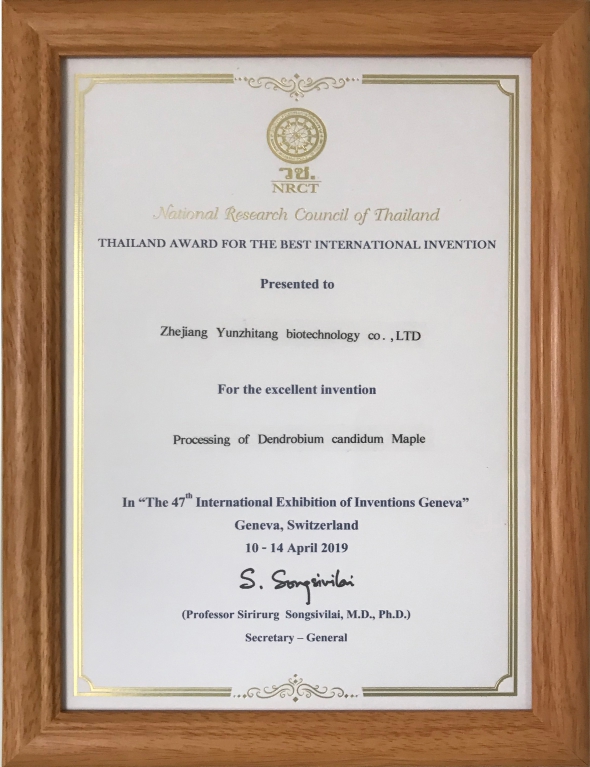 วช.
NRCT
National Research Council of Thailand
THAILAND AWARD FOR THE BEST INTERNATIONAL INVENTION
Presented to
Zhejiang Yunzhitang biotechnology co.,LTD
For the excellent invention
Processing of Dendrobium candidum Maple
In “The 47th International Exhibition of Inventions Geneva”
Geneva, Switzerland
10 - 14 April 2019
S. Songsivilai
(Professor Sirirurg Songsivilai, M.D., Ph.D.)
Secretary – General